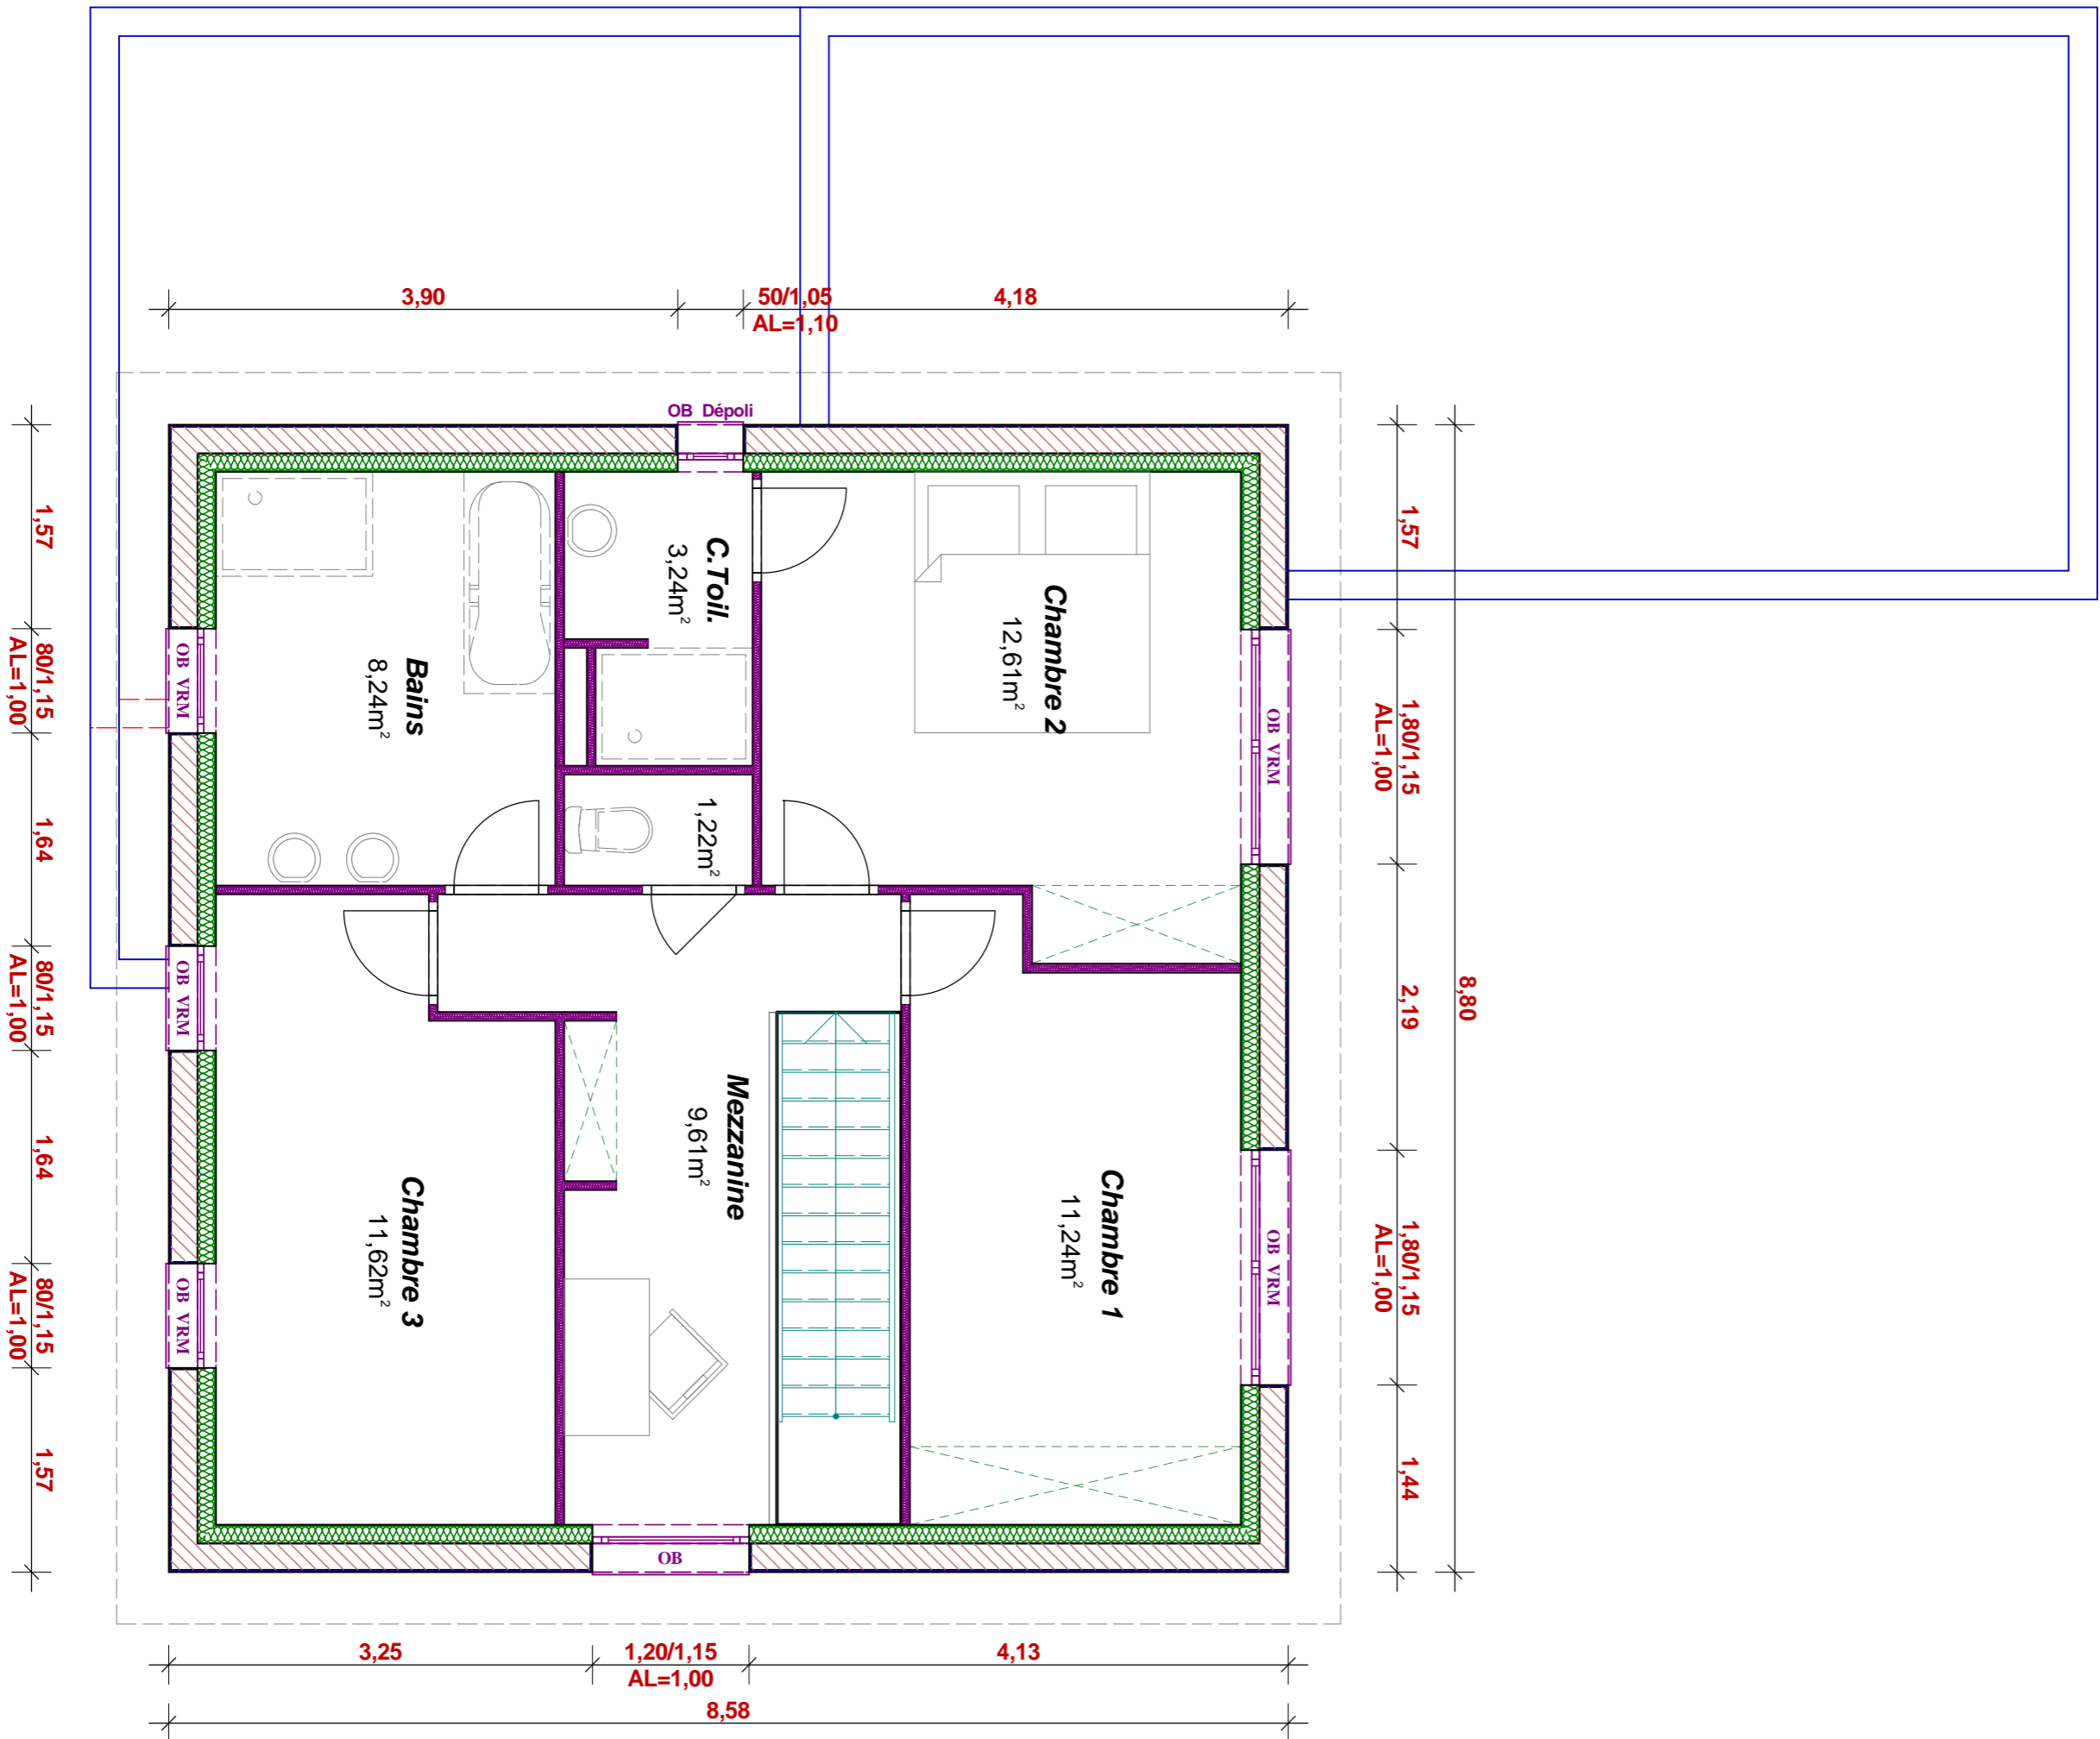 3,90
50/1,05
AL=1,10
4,18
OB Dépoli
1,57
80/1,15
AL=1,00
1,64
80/1,15
AL=1,00
1,64
80/1,15
AL=1,00
1,57
OB VRM
OB VRM
OB VRM
Bains
8,24m²
C.Toil.
3,24m²
1,22m²
Chambre 2
12,61m²
Mezzanine
9,61m²
Chambre 3
11,62m²
Chambre 1
11,24m²
OB VRM
OB VRM
OB
1,57
1,80/1,15
AL=1,00
2,19
1,80/1,15
AL=1,00
1,44
8,80
3,25
1,20/1,15
AL=1,00
4,13
8,58